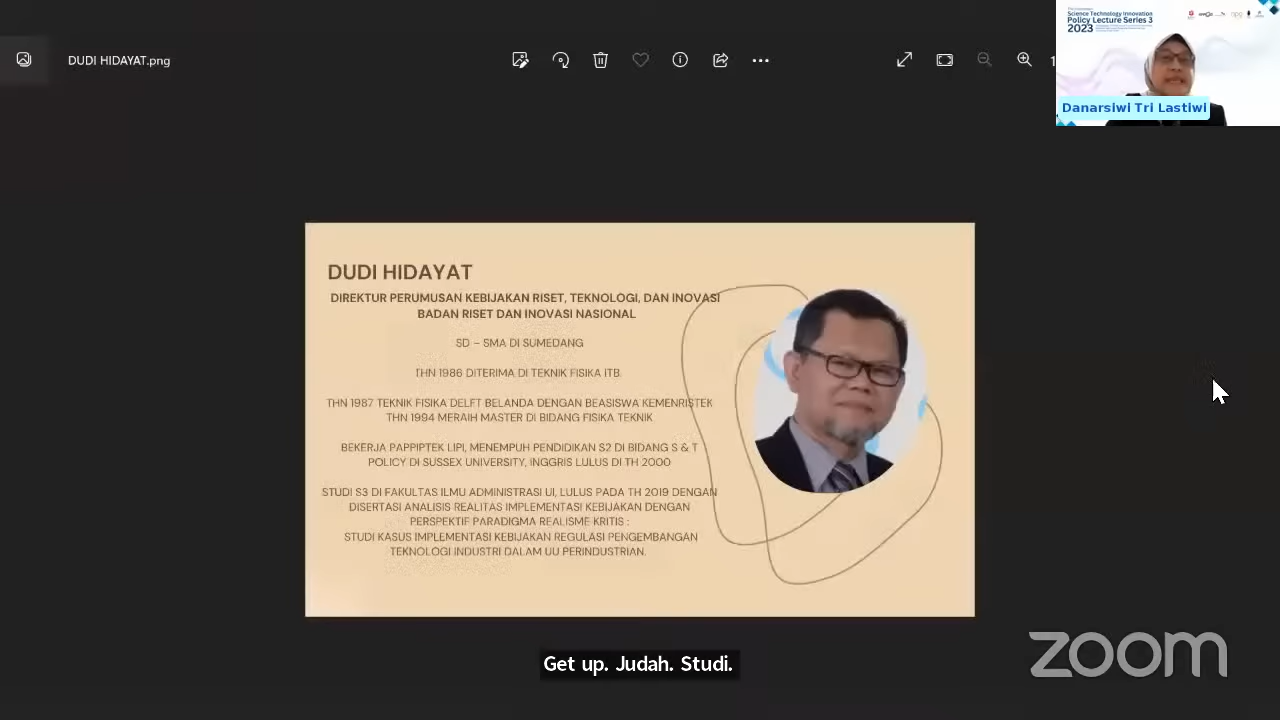 DUDI HIDAYAT.png
Science Technology Innovation
Policy Lecture Series 3
2023
Danarsiwi Tri Lastiwi
DUDI HIDAYAT
DIREKTUR PERUMUSAN KEBIJAKAN RISET, TEKNOLOGI, DAN INOVASI
BADAN RISET DAN INOVASI NASIONAL
SD – SMA DI SUMEDANG
THN 1986 DITERIMA DI TEKNIK FISIKA ITB.
THN 1987 TEKNIK FISIKA DELFT BELANDA DENGAN BEASISWA KEMENRISTEK
THN 1994 MERAIH MASTER DI BIDANG FISIKA TEKNIK
BEKERJA PAPPIPTEK LIPI, MENEMPUH PENDIDIKAN S2 DI BIDANG S & T
POLICY DI SUSSEX UNIVERSITY, INGGRIS LULUS DI TH 2000
STUDI S3 DI FAKULTAS ILMU ADMINISTRASI UI, LULUS PADA TH 2019 DENGAN
DISERTASI ANALISIS REALITAS IMPLEMENTASI KEBIJAKAN DENGAN
PERSPEKTIF PARADIGMA REALISME KRITIS :
STUDI KASUS IMPLEMENTASI KEBIJAKAN REGULASI PENGEMBANGAN
TEKNOLOGI INDUSTRI DALAM UU PERINDUSTRIAN.
Get up. Judah. Studi.
zoom